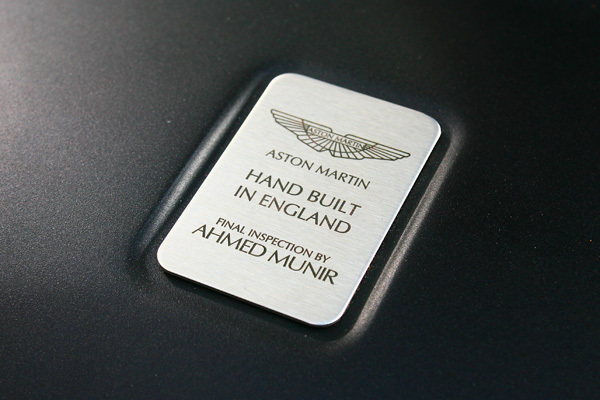 ASTON MARTIN
ASTON MARTIN
HAND BUILT
IN ENGLAND
FINAL INSPECTION BY
AHMED MUNIR